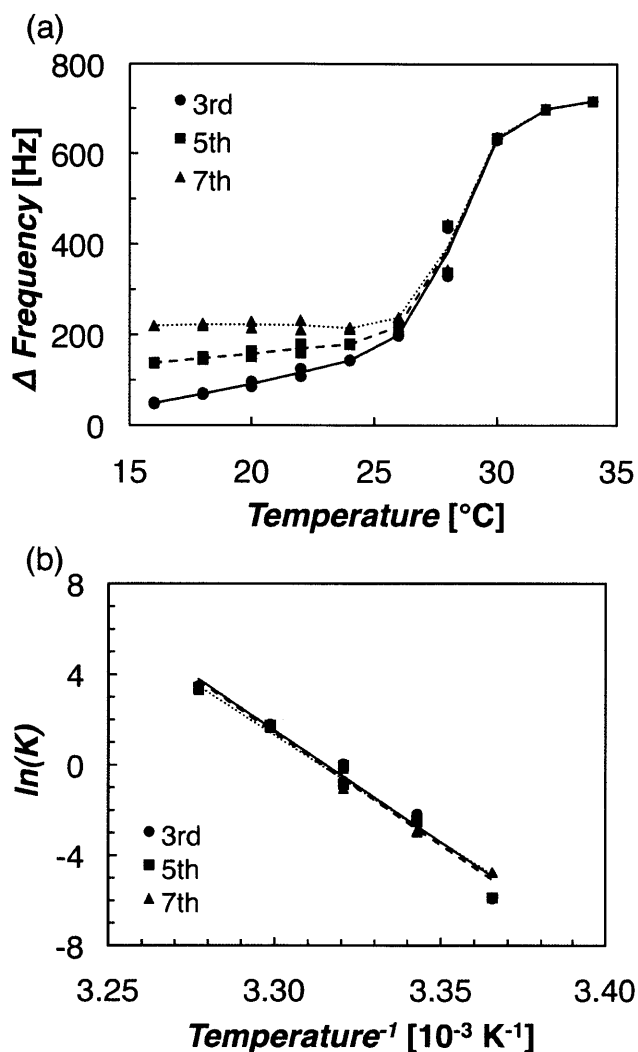 (a)
800
600
400
200
0
Δ Frequency [Hz]
3rd
5th
7th
15 20 25 30 35
Temperature [°C]
(b)
8
4
0
-4
-8
ln(K)
3rd
5th
7th
3.25 3.30 3.35 3.40
Temperature⁻¹ [10⁻³ K⁻¹]